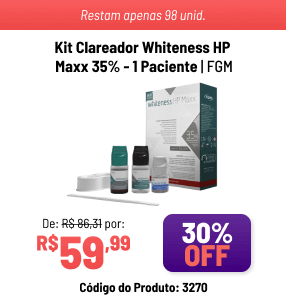 Restam apenas 98 unid.
Kit Clareador Whiteness HP
Maxx 35% - 1 Paciente | FGM
whiteness HP Maxx
35
De: R$ 86,31 por:
R$59,99
30%
OFF
Código do Produto: 3270